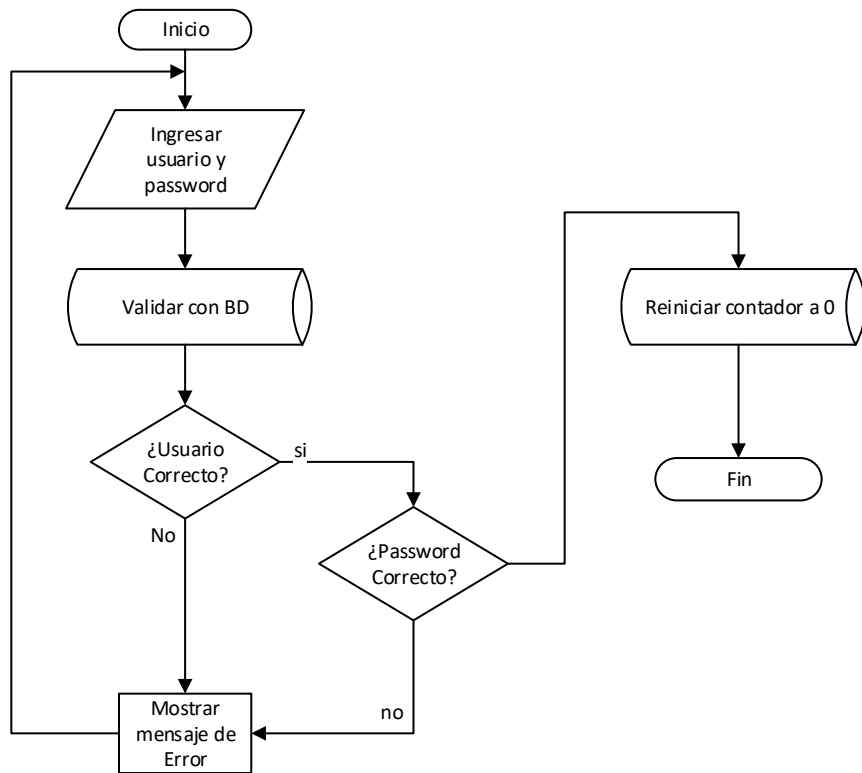 Inicio
Ingresar
usuario y
password
Validar con BD
Reiniciar contador a 0
¿Usuario
Correcto?
si
Fin
No
¿Password
Correcto?
no
Mostrar
mensaje de
Error